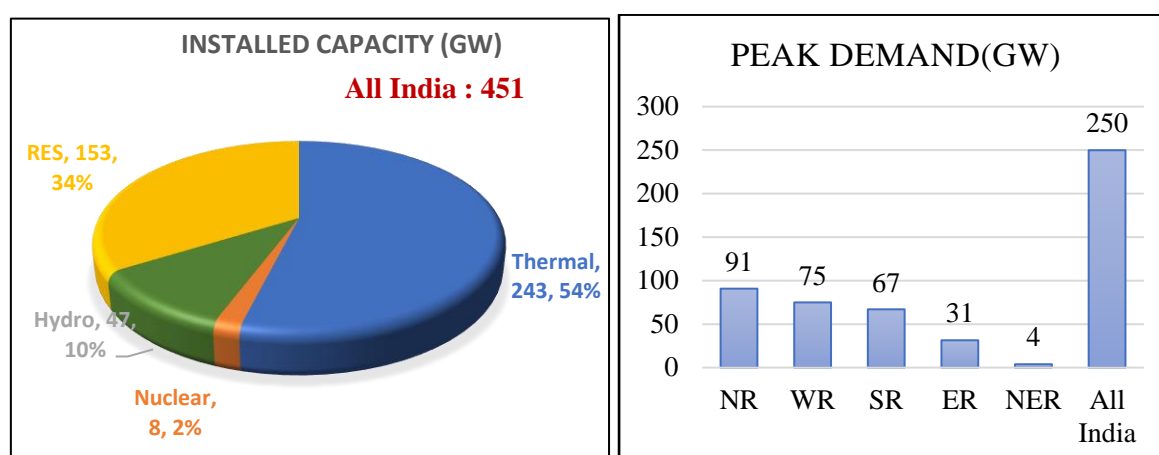 INSTALLED CAPACITY (GW)
All India : 451
RES, 153,
34%
Thermal,
243, 54%
Hydro, 47,
10%
Nuclear,
8, 2%
PEAK DEMAND(GW)
300
250
200
150
100
50
0
91
75
67
31
4
250
NR
WR
SR
ER
NER
All
India